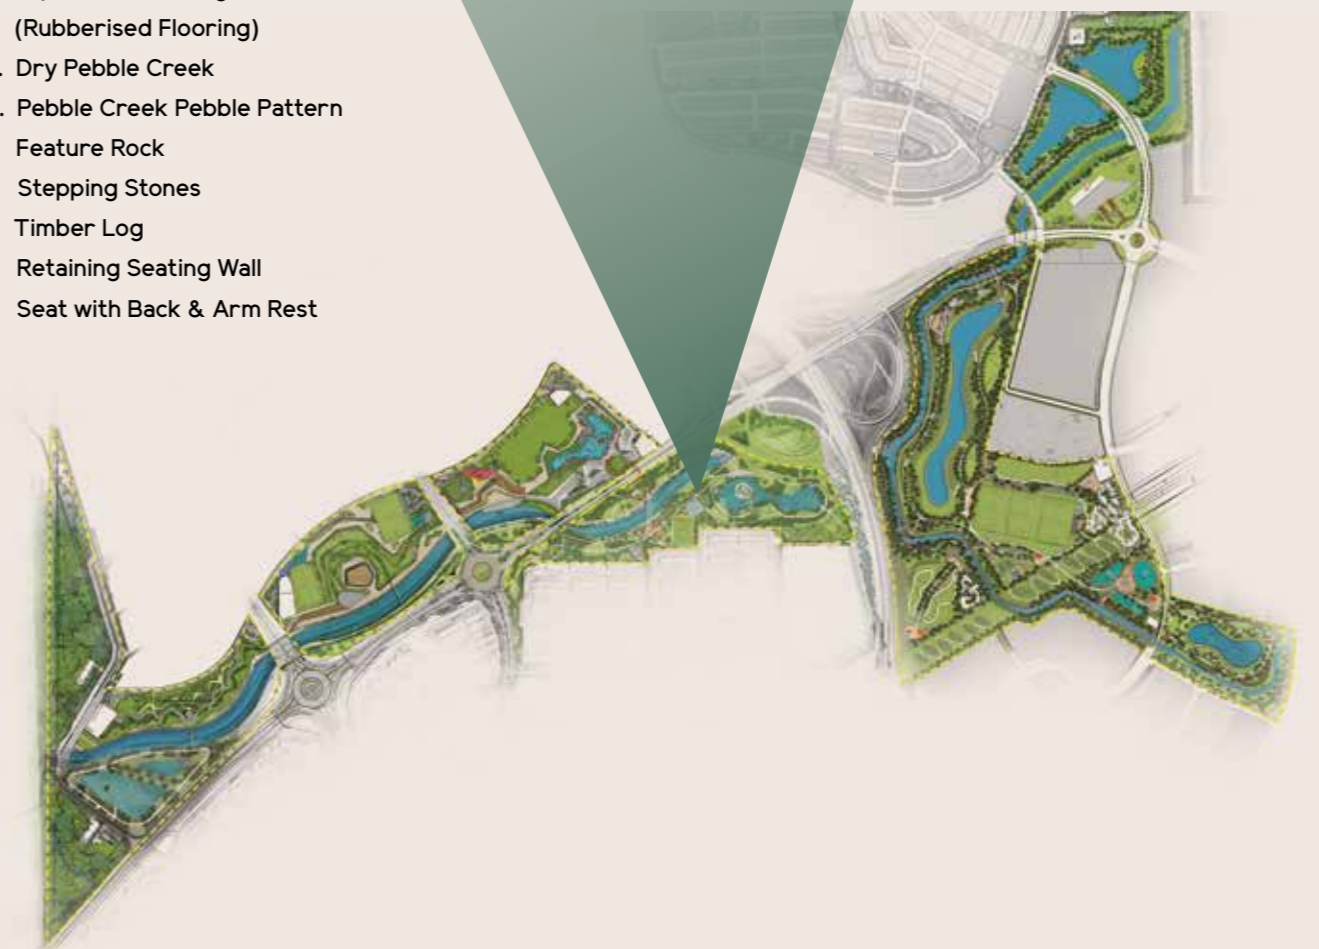 (Rubberised Flooring)
. Dry Pebble Creek
. Pebble Creek Pebble Pattern
Feature Rock
Stepping Stones
Timber Log
Retaining Seating Wall
Seat with Back & Arm Rest